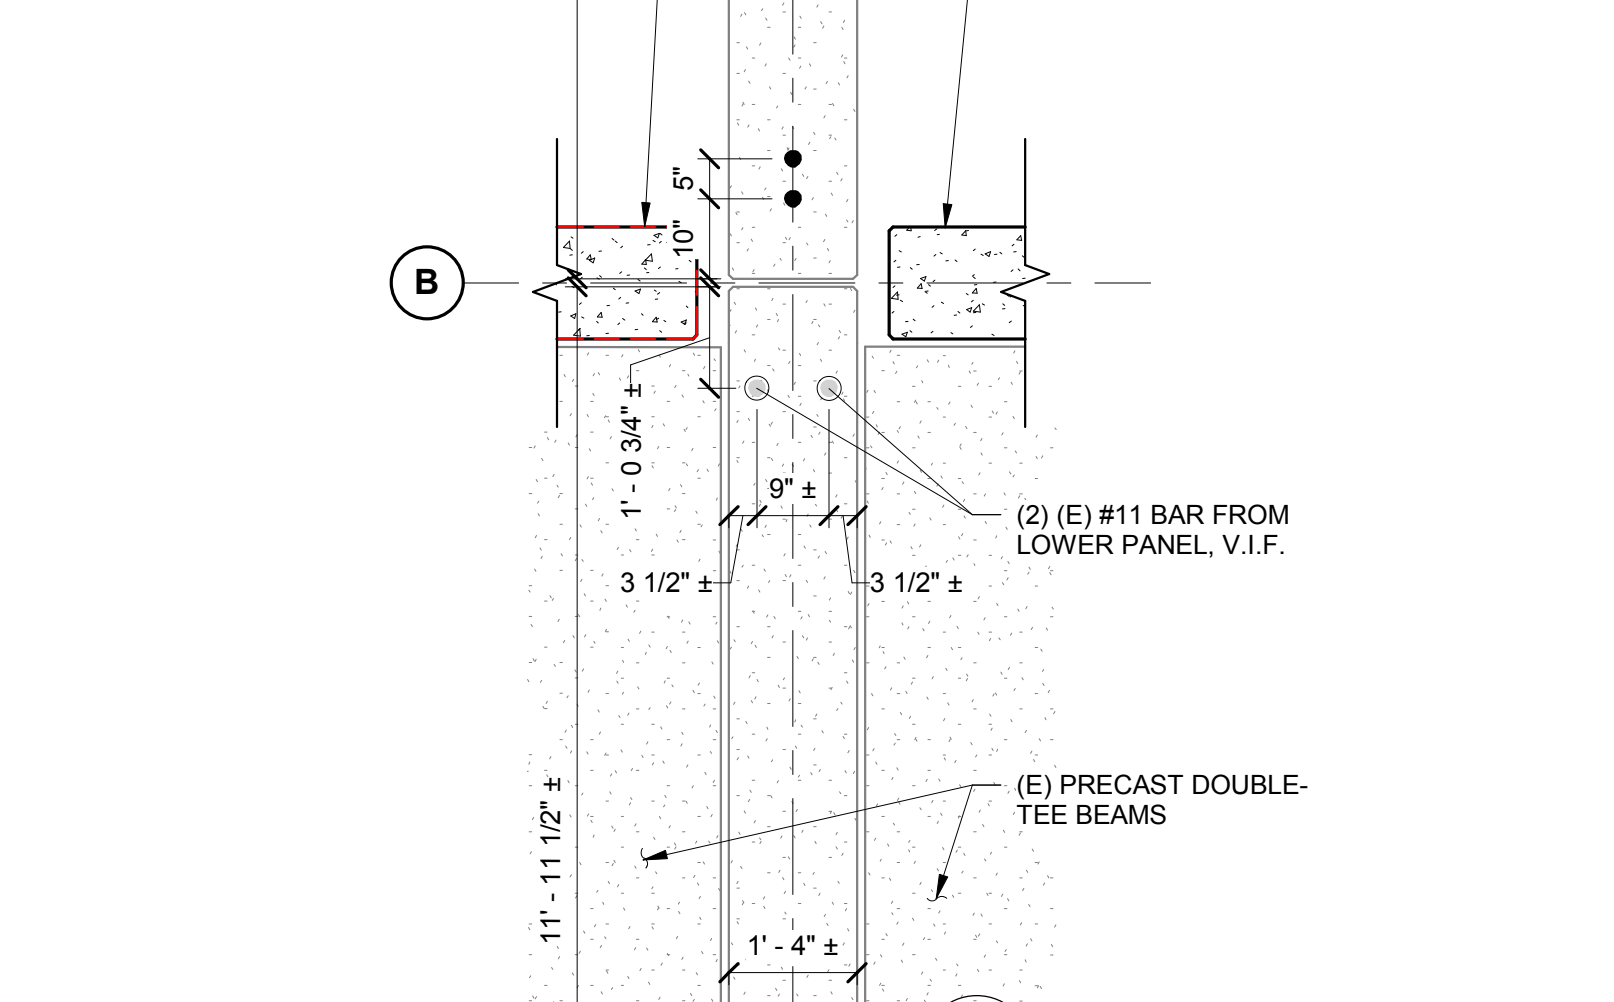 5"
10"
B
1' - 0 3/4" ±
9" ±
(2) (E) #11 BAR FROM
LOWER PANEL, V.I.F.
3 1/2" ±
3 1/2" ±
(E) PRECAST DOUBLE-
TEE BEAMS
11' - 11 1/2" ±
1' - 4" ±